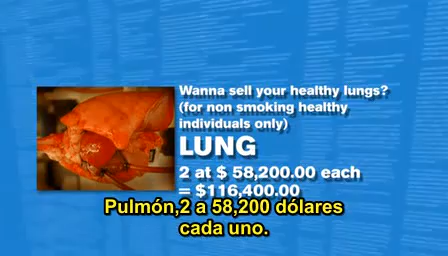 Wanna sell your healthy lungs?
(for non smoking healthy
individuals only)
LUNG
2 at $ 58,200.00 each
= $116,400.00
Pulmón,2 a 58,200 dólares
cada uno.